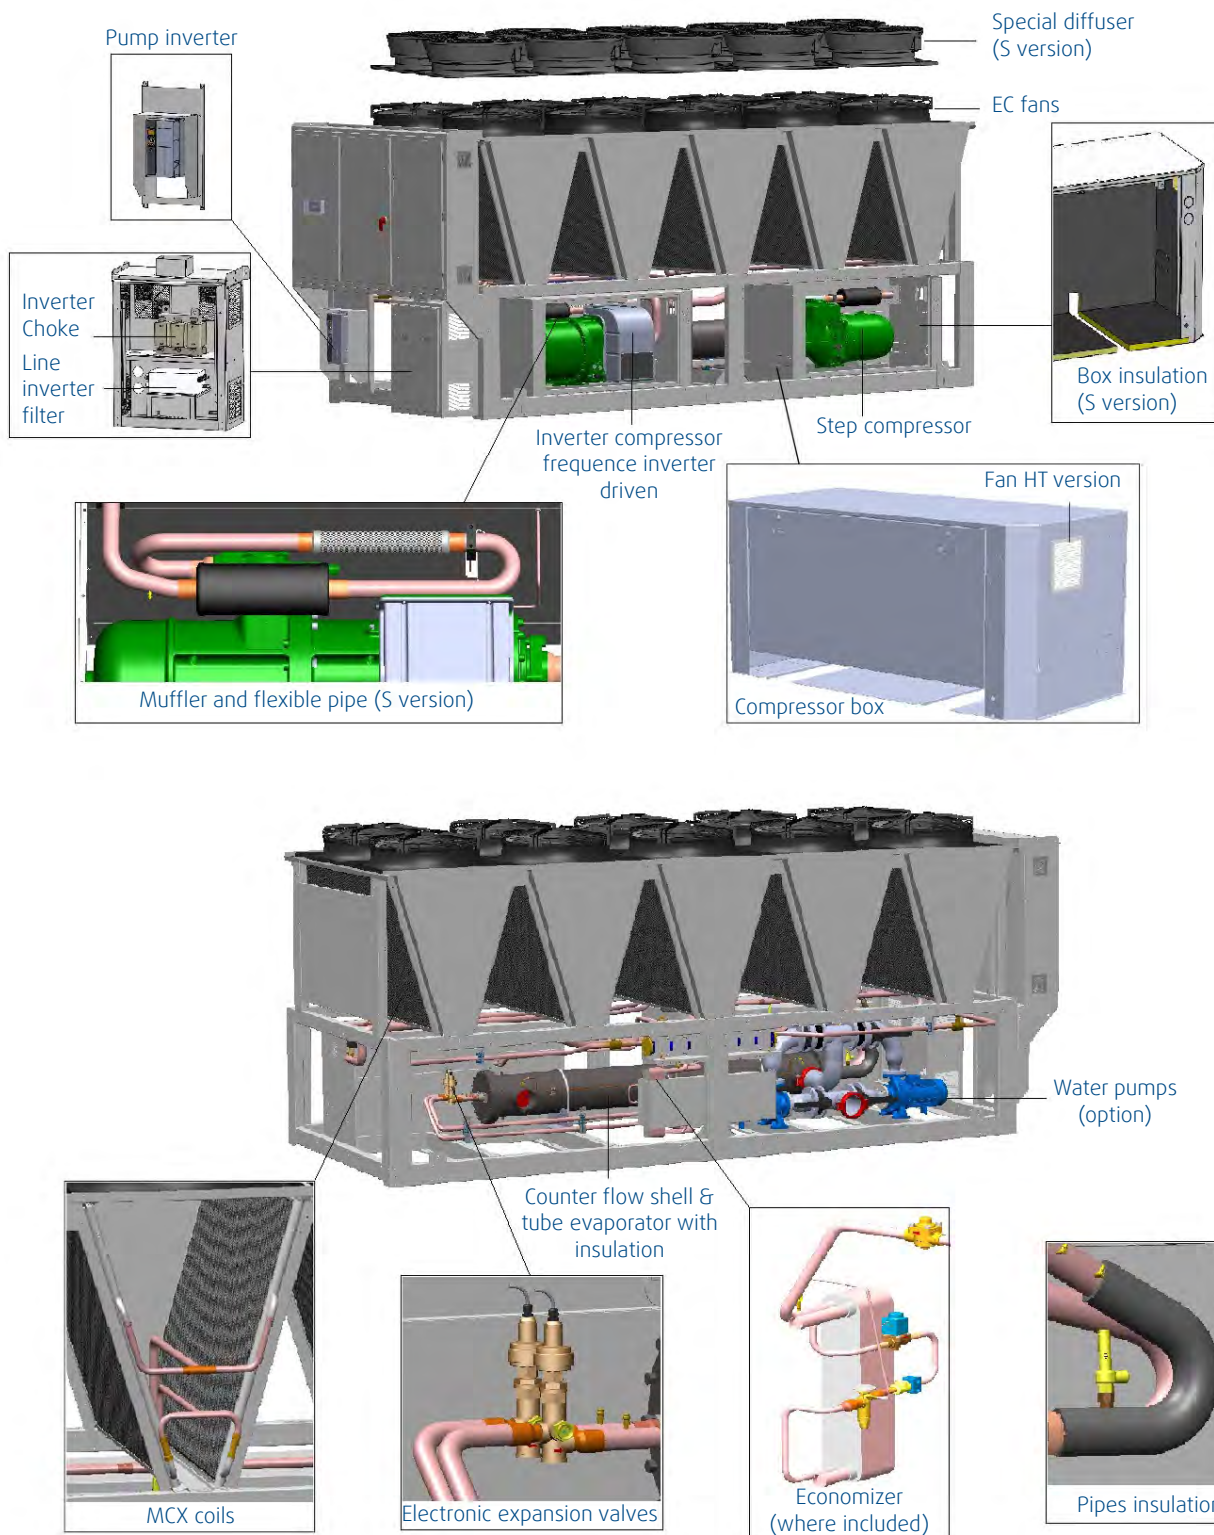 Special diffuser
(S version)
Pump inverter
EC fans
Inverter
Choke
Line
inverter
filter
Box insulation
(S version)
Step compressor
Inverter compressor
frequence inverter
driven
Fan HT version
Muffler and flexible pipe (S version)
Compressor box
Water pumps
(option)
Counter flow shell &
tube evaporator with
insulation
MCX coils
Electronic expansion valves
Economizer
(where included)
Pipes insulation